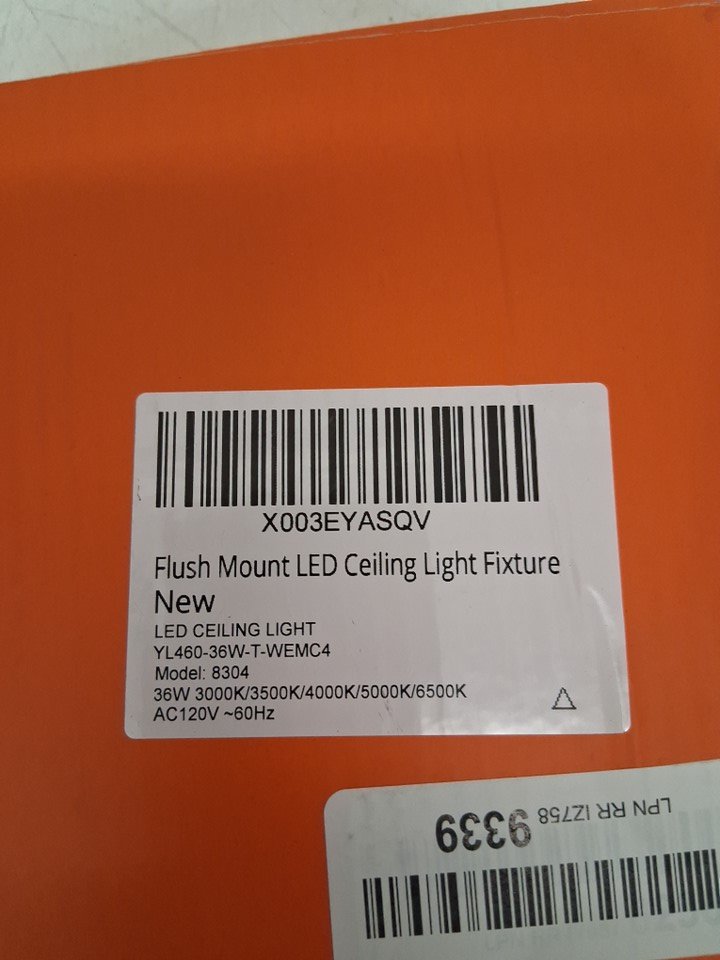 X003EYASQV
Flush Mount LED Ceiling Light Fixture
New
LED CEILING LIGHT
YL460-36W-T-WEMC4
Model: 8304
36W 3000K/3500K/4000K/5000K/6500K
AC120V ~60Hz
LPN RR IZ758 6339